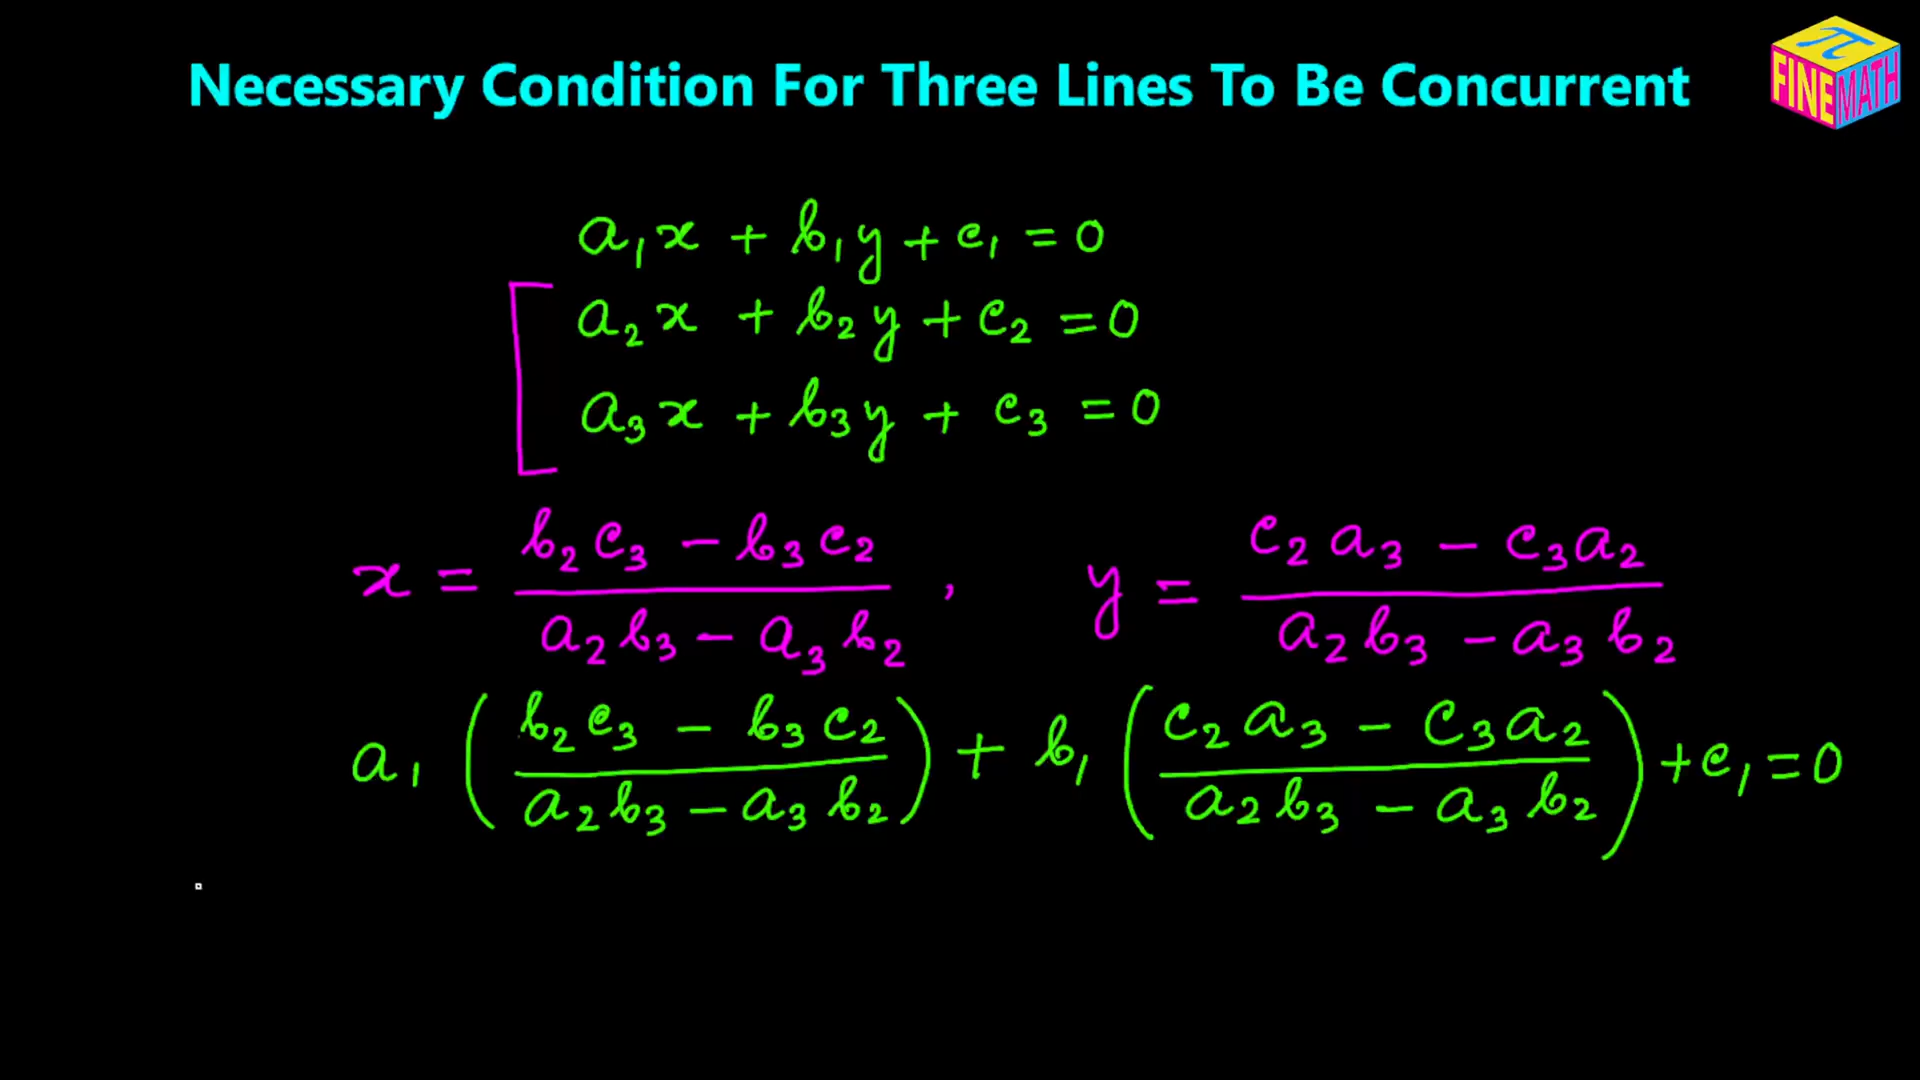 Necessary Condition For Three Lines To Be Concurrent
π FINE MATH
a₁x + b₁y + c₁ = 0
a₂x + b₂y + c₂ = 0
a₃x + b₃y + c₃ = 0
x = (b₂c₃ − b₃c₂)/(a₂b₃ − a₃b₂), y = (c₂a₃ − c₃a₂)/(a₂b₃ − a₃b₂)
a₁((b₂c₃ − b₃c₂)/(a₂b₃ − a₃b₂)) + b₁((c₂a₃ − c₃a₂)/(a₂b₃ − a₃b₂)) + c₁ = 0